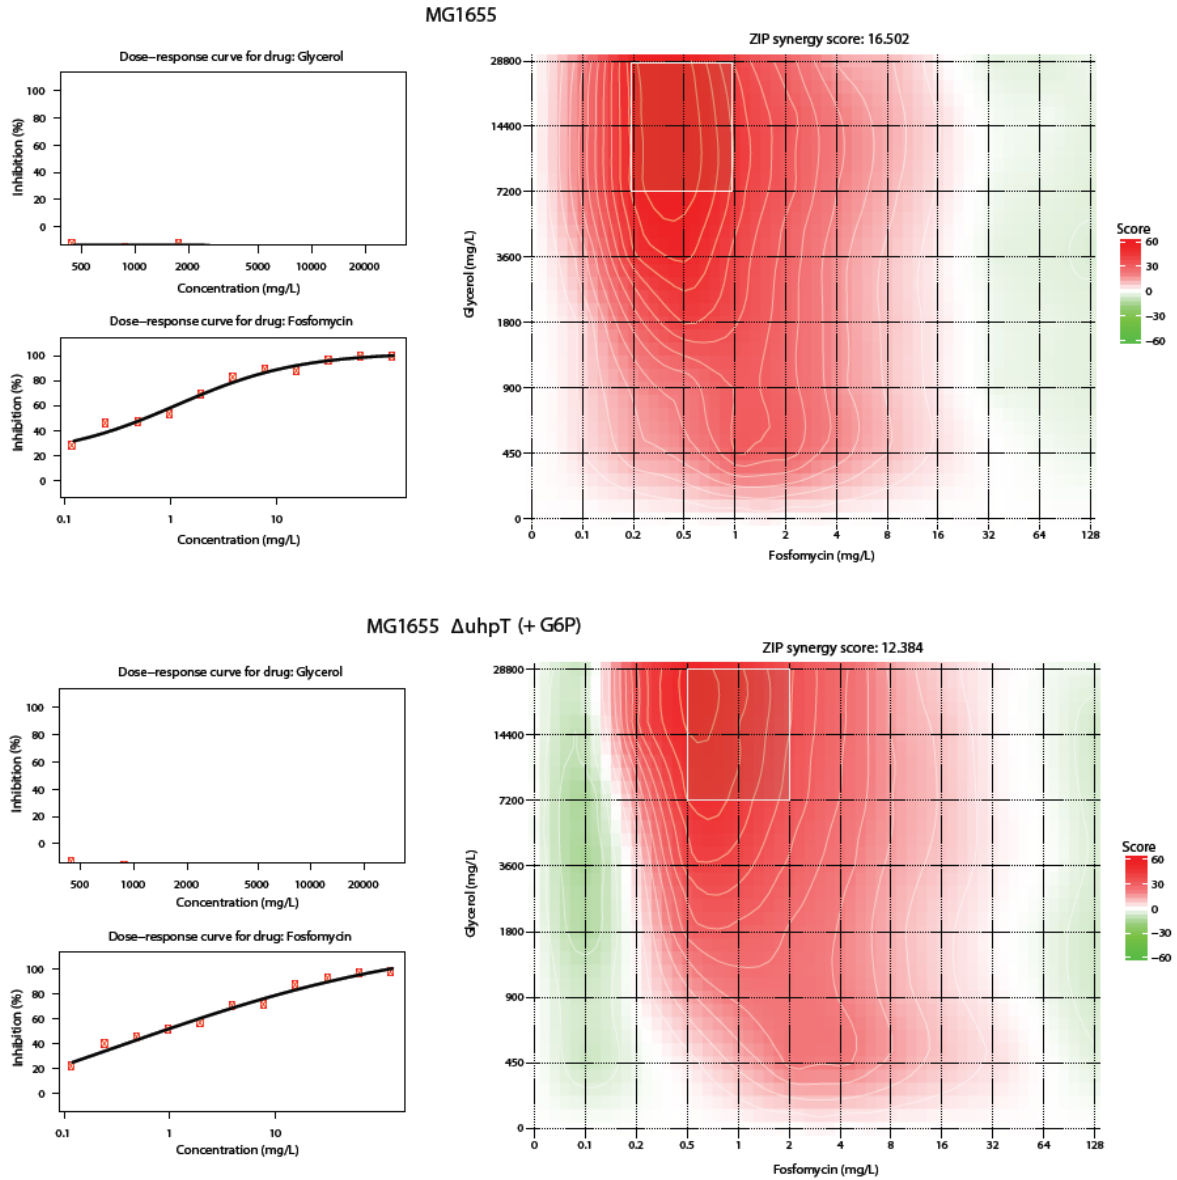 MG1655
Dose–response curve for drug: Glycerol
Inhibition (%)
100
80
60
40
20
0
500 1000 2000 5000 10000 20000
Concentration (mg/L)
Dose–response curve for drug: Fosfomycin
Inhibition (%)
100
80
60
40
20
0
0.1 1 10
Concentration (mg/L)
ZIP synergy score: 16.502
Glycerol (mg/L)
28800
14400
7200
3600
1800
900
450
0
0 0.1 0.2 0.5 1 2 4 8 16 32 64 128
Fosfomycin (mg/L)
Score
60
30
0
−30
−60
MG1655 ΔuhpT (+ G6P)
Dose–response curve for drug: Glycerol
Inhibition (%)
100
80
60
40
20
0
500 1000 2000 5000 10000 20000
Concentration (mg/L)
Dose–response curve for drug: Fosfomycin
Inhibition (%)
100
80
60
40
20
0
0.1 1 10
Concentration (mg/L)
ZIP synergy score: 12.384
Glycerol (mg/L)
28800
14400
7200
3600
1800
900
450
0
0 0.1 0.2 0.5 1 2 4 8 16 32 64 128
Fosfomycin (mg/L)
Score
60
30
0
−30
−60